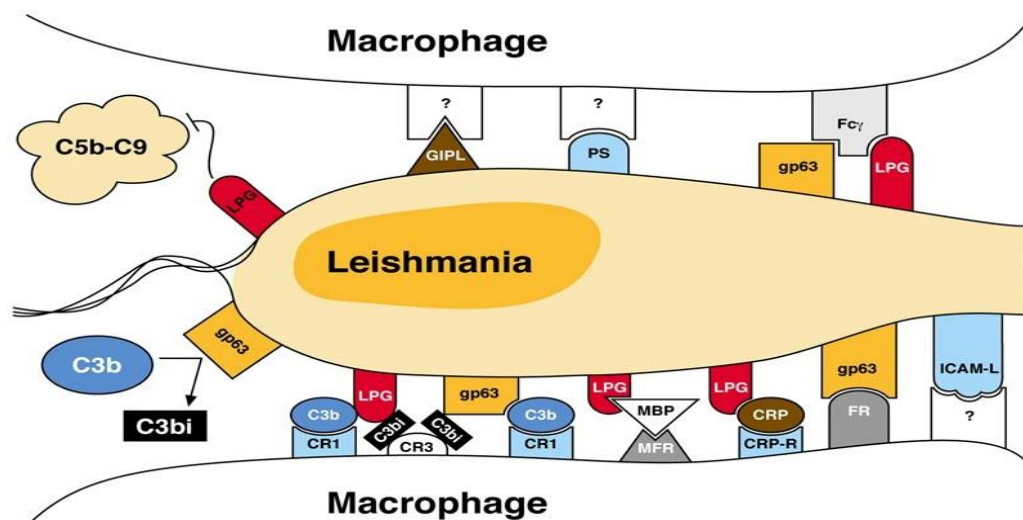 Macrophage
?
?
Fcγ
C5b-C9
GIPL
PS
gp63
LPG
LPG
Leishmania
gp63
C3b
C3bi
LPG
gp63
LPG
LPG
gp63
ICAM-L
C3b
C3bi
C3bi
C3b
MBP
CRP
FR
?
CR1
CR3
CR1
MFR
CRP-R
Macrophage